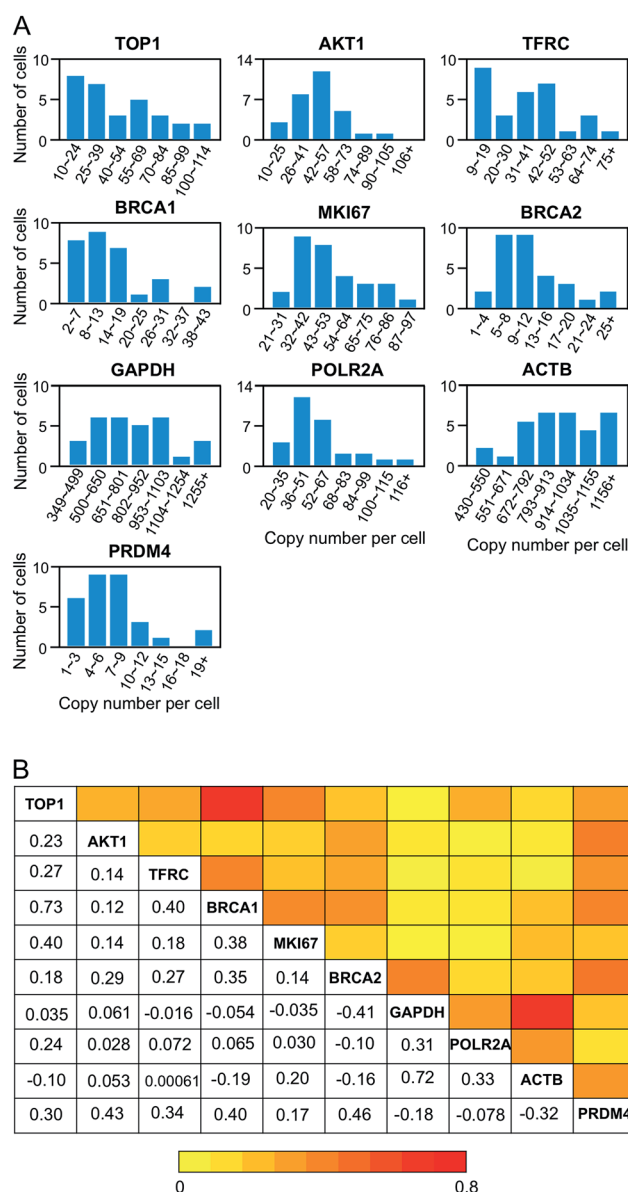 A
TOP1 AKT1 TFRC
Number of cells
10 5 0
10~24 25~39 40~54 55~69 70~84 85~99 100~114
14 7 0
10~25 26~41 42~57 58~73 74~89 90~105 106+
10 5 0
9~19 20~30 31~41 42~52 53~63 64~74 75+
BRCA1 MKI67 BRCA2
Number of cells
10 5 0
2~7 8~13 14~19 20~25 26~31 32~37 38~43
10 5 0
21~31 32~42 43~53 54~64 65~75 76~86 87~97
10 5 0
1~4 5~8 9~12 13~16 17~20 21~24 25+
GAPDH POLR2A ACTB
Number of cells
10 5 0
349~499 500~650 651~801 802~952 953~1103 1104~1254 1255+
14 7 0
20~35 36~51 52~67 68~83 84~99 100~115 116+
10 5 0
430~550 551~671 672~792 793~913 914~1034 1035~1155 1156+
Copy number per cell Copy number per cell
PRDM4
Number of cells
10 5 0
1~3 4~6 7~9 10~12 13~15 16~18 19+
Copy number per cell
B
TOP1
0.23 AKT1
0.27 0.14 TFRC
0.73 0.12 0.40 BRCA1
0.40 0.14 0.18 0.38 MKI67
0.18 0.29 0.27 0.35 0.14 BRCA2
0.035 0.061 -0.016 -0.054 -0.035 -0.41 GAPDH
0.24 0.028 0.072 0.065 0.030 -0.10 0.31 POLR2A
-0.10 0.053 0.00061 -0.19 0.20 -0.16 0.72 0.33 ACTB
0.30 0.43 0.34 0.40 0.17 0.46 -0.18 -0.078 -0.32 PRDM4
0 0.8